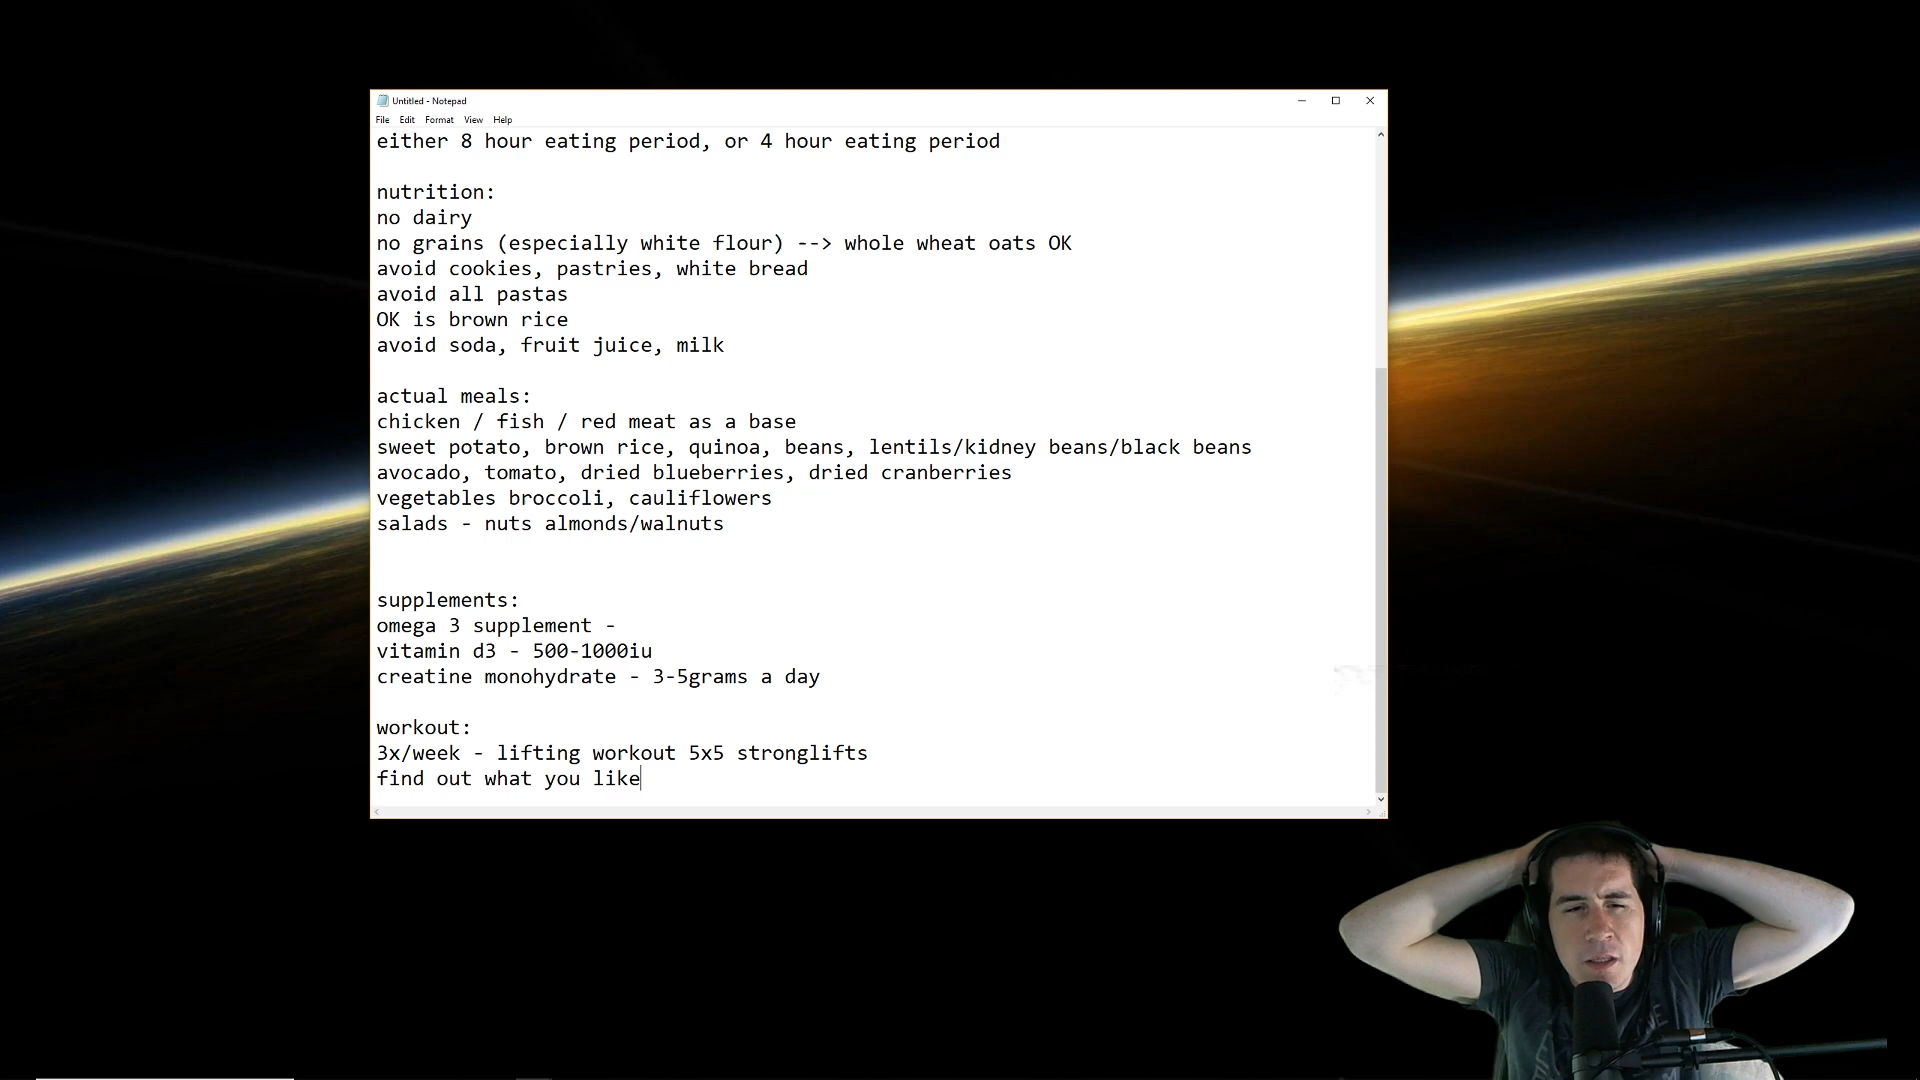 Untitled - Notepad
File Edit Format View Help
either 8 hour eating period, or 4 hour eating period
nutrition:
no dairy
no grains (especially white flour) --> whole wheat oats OK
avoid cookies, pastries, white bread
avoid all pastas
OK is brown rice
avoid soda, fruit juice, milk
actual meals:
chicken / fish / red meat as a base
sweet potato, brown rice, quinoa, beans, lentils/kidney beans/black beans
avocado, tomato, dried blueberries, dried cranberries
vegetables broccoli, cauliflowers
salads - nuts almonds/walnuts
supplements:
omega 3 supplement -
vitamin d3 - 500-1000iu
creatine monohydrate - 3-5grams a day
workout:
3x/week - lifting workout 5x5 stronglifts
find out what you like